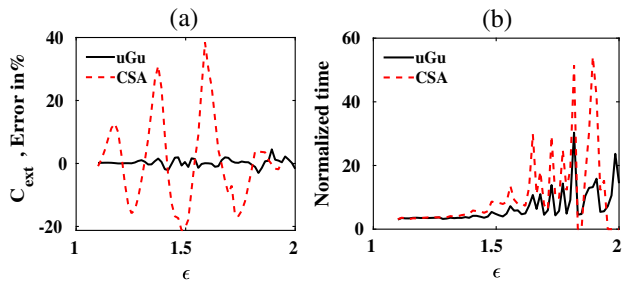 (a)
C_ext , Error in%
40
20
0
-20
uGu
CSA
1
1.5
2
ϵ
(b)
Normalized time
60
40
20
0
uGu
CSA
1
1.5
2
ϵ